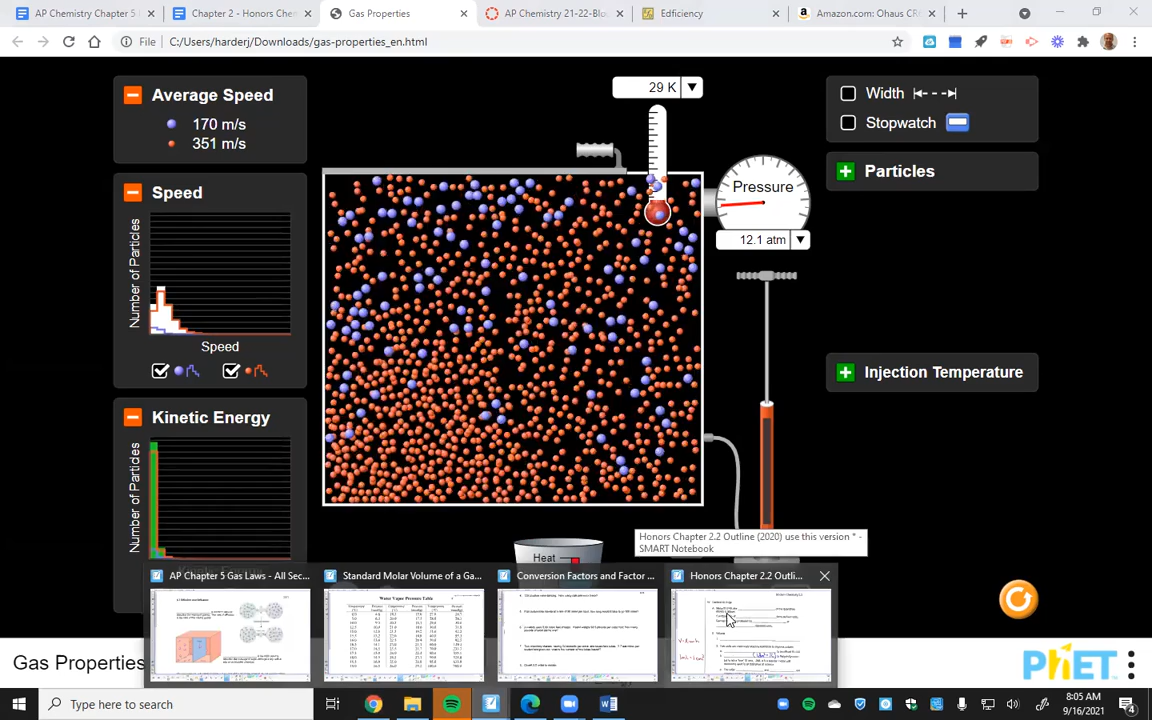 AP Chemistry Chapter 5
Chapter 2 - Honors Chem
Gas Properties
AP Chemistry 21-22-Blo
Edficiency
Amazon.com: Ohaus CR
File
C:/Users/harderj/Downloads/gas-properties_en.html
Average Speed
170 m/s
351 m/s
Speed
Number of Particles
Speed
Kinetic Energy
Number of Particles
29 K
Pressure
12.1 atm
Width
Stopwatch
Particles
Injection Temperature
Heat
Honors Chapter 2.2 Outline (2020) use this version * -
SMART Notebook
AP Chapter 5 Gas Laws - All Sec...
Standard Molar Volume of a Ga...
Conversion Factors and Factor ...
Honors Chapter 2.2 Outli...
Water Vapor Pressure Table
Gas Properties
PhET
Type here to search
8:05 AM
9/16/2021
4